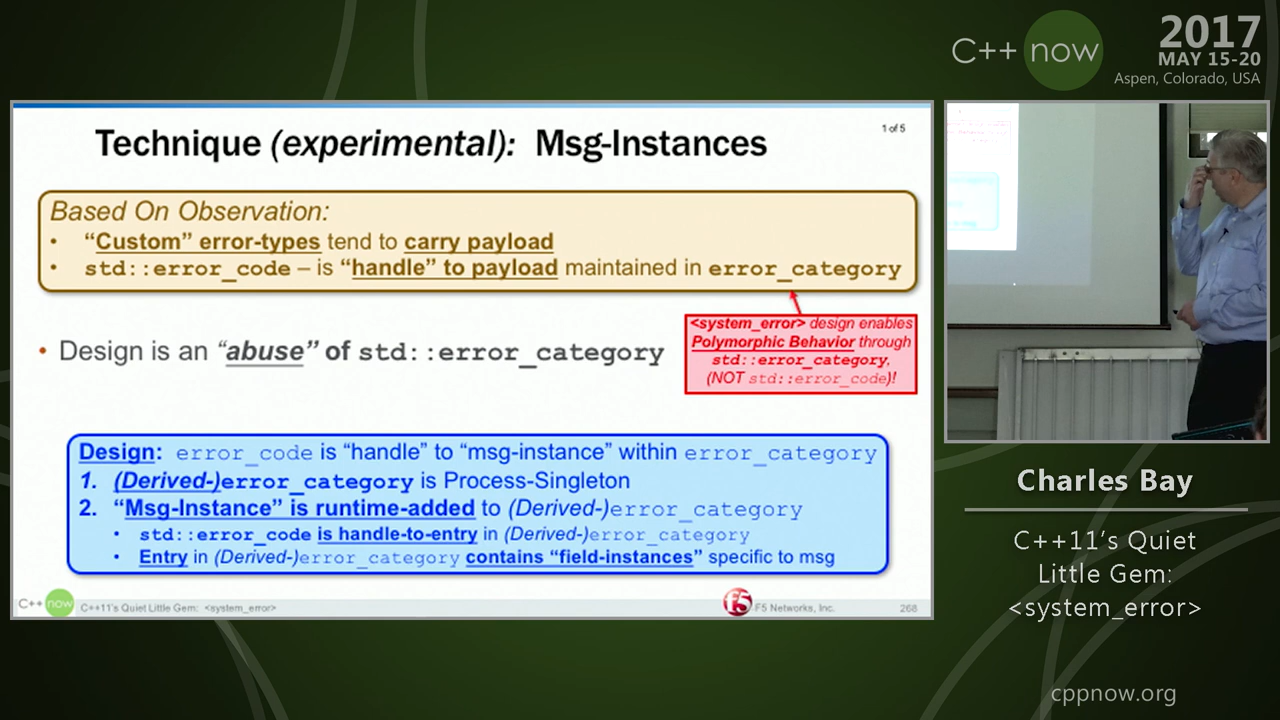 C++ now
2017
MAY 15-20
Aspen, Colorado, USA
Technique (experimental): Msg-Instances
1 of 5
Based On Observation:
• “Custom” error-types tend to carry payload
• std::error_code – is “handle” to payload maintained in error_category
<system_error> design enables
Polymorphic Behavior through
std::error_category,
(NOT std::error_code)!
• Design is an “abuse” of std::error_category
Design: error_code is “handle” to “msg-instance” within error_category
1. (Derived-)error_category is Process-Singleton
2. “Msg-Instance” is runtime-added to (Derived-)error_category
• std::error_code is handle-to-entry in (Derived-)error_category
• Entry in (Derived-)error_category contains “field-instances” specific to msg
C++ now
C++11’s Quiet Little Gem: <system_error>
F5
F5 Networks, Inc.
268
Charles Bay
C++11’s Quiet
Little Gem:
<system_error>
cppnow.org